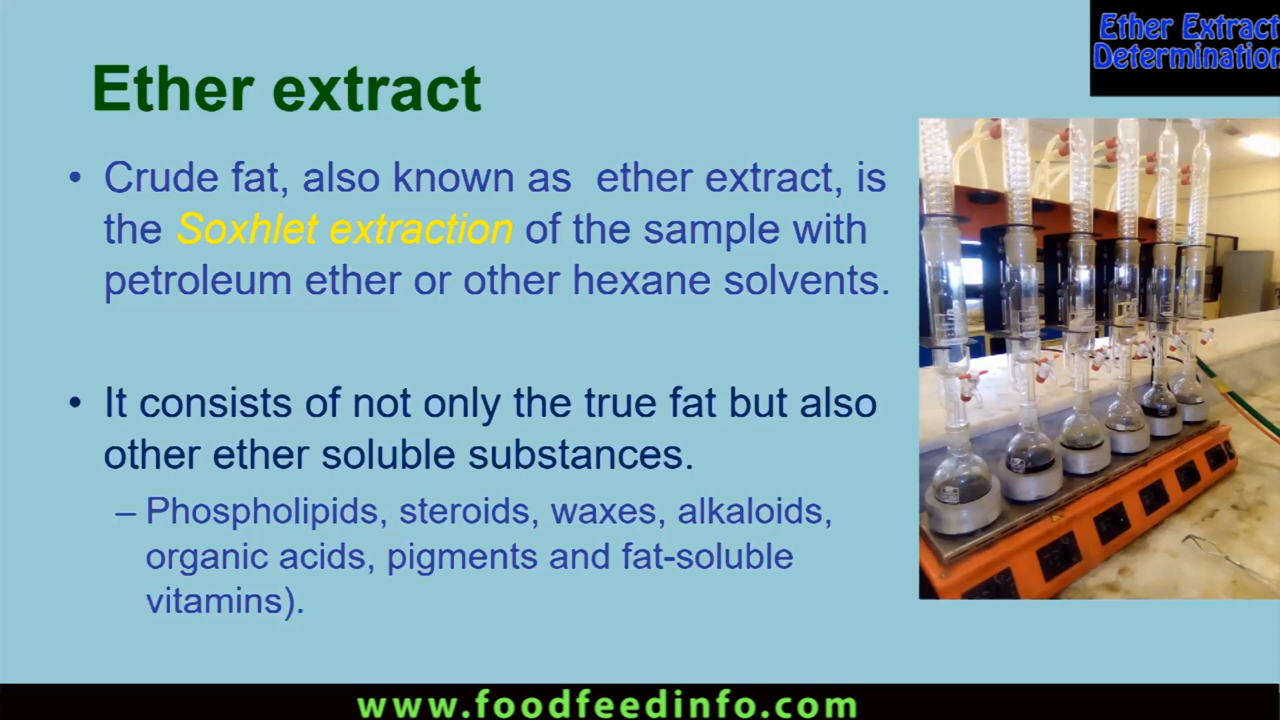 Ether Extract
Determination
Ether extract
• Crude fat, also known as ether extract, is
the Soxhlet extraction of the sample with
petroleum ether or other hexane solvents.
• It consists of not only the true fat but also
other ether soluble substances.
– Phospholipids, steroids, waxes, alkaloids,
organic acids, pigments and fat-soluble
vitamins).
www.foodfeedinfo.com